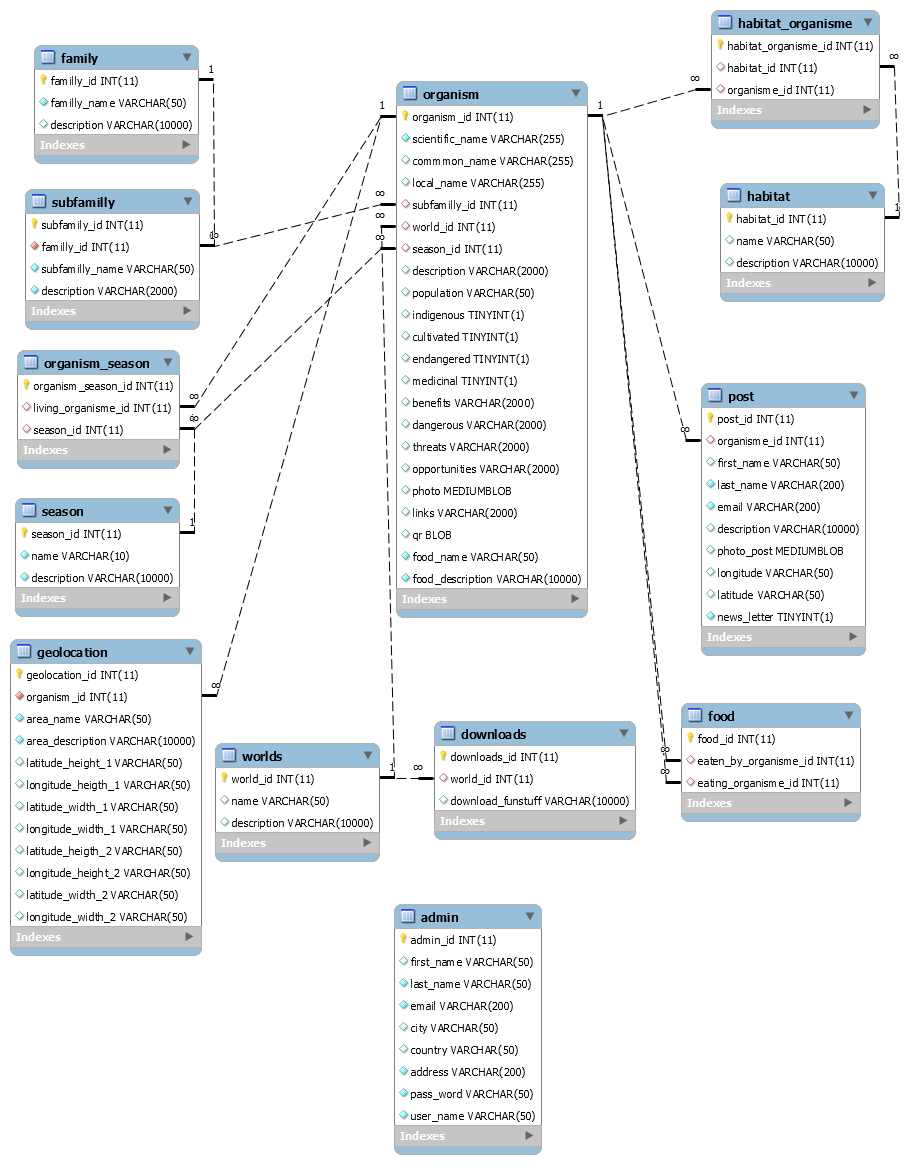 family
familly_id INT(11)
familly_name VARCHAR(50)
description VARCHAR(10000)
Indexes
subfamilly
subfamily_id INT(11)
familly_id INT(11)
subfamilly_name VARCHAR(50)
description VARCHAR(2000)
Indexes
organism_season
organism_season_id INT(11)
living_organisme_id INT(11)
season_id INT(11)
Indexes
season
season_id INT(11)
name VARCHAR(10)
description VARCHAR(10000)
Indexes
geolocation
geolocation_id INT(11)
organism_id INT(11)
area_name VARCHAR(50)
area_description VARCHAR(10000)
latitude_height_1 VARCHAR(50)
longitude_heigth_1 VARCHAR(50)
latitude_width_1 VARCHAR(50)
longitude_width_1 VARCHAR(50)
latitude_heigth_2 VARCHAR(50)
longitude_height_2 VARCHAR(50)
latitude_width_2 VARCHAR(50)
longitude_width_2 VARCHAR(50)
Indexes
worlds
world_id INT(11)
name VARCHAR(50)
description VARCHAR(10000)
Indexes
organism
organism_id INT(11)
scientific_name VARCHAR(255)
commmon_name VARCHAR(255)
local_name VARCHAR(255)
subfamilly_id INT(11)
world_id INT(11)
season_id INT(11)
description VARCHAR(2000)
population VARCHAR(50)
indigenous TINYINT(1)
cultivated TINYINT(1)
endangered TINYINT(1)
medicinal TINYINT(1)
benefits VARCHAR(2000)
dangerous VARCHAR(2000)
threats VARCHAR(2000)
opportunities VARCHAR(2000)
photo MEDIUMBLOB
links VARCHAR(2000)
qr BLOB
food_name VARCHAR(50)
food_description VARCHAR(10000)
Indexes
downloads
downloads_id INT(11)
world_id INT(11)
download_funstuff VARCHAR(10000)
Indexes
admin
admin_id INT(11)
first_name VARCHAR(50)
last_name VARCHAR(50)
email VARCHAR(200)
city VARCHAR(50)
country VARCHAR(50)
address VARCHAR(200)
pass_word VARCHAR(50)
user_name VARCHAR(50)
Indexes
habitat_organisme
habitat_organisme_id INT(11)
habitat_id INT(11)
organisme_id INT(11)
Indexes
habitat
habitat_id INT(11)
name VARCHAR(50)
description VARCHAR(10000)
Indexes
post
post_id INT(11)
organisme_id INT(11)
first_name VARCHAR(50)
last_name VARCHAR(200)
email VARCHAR(200)
description VARCHAR(10000)
photo_post MEDIUMBLOB
longitude VARCHAR(50)
latitude VARCHAR(50)
news_letter TINYINT(1)
Indexes
food
food_id INT(11)
eaten_by_organisme_id INT(11)
eating_organisme_id INT(11)
Indexes
1
1
∞
∞
∞
∞
∞
1
∞
1
∞
1
∞
∞
1
∞
∞
∞